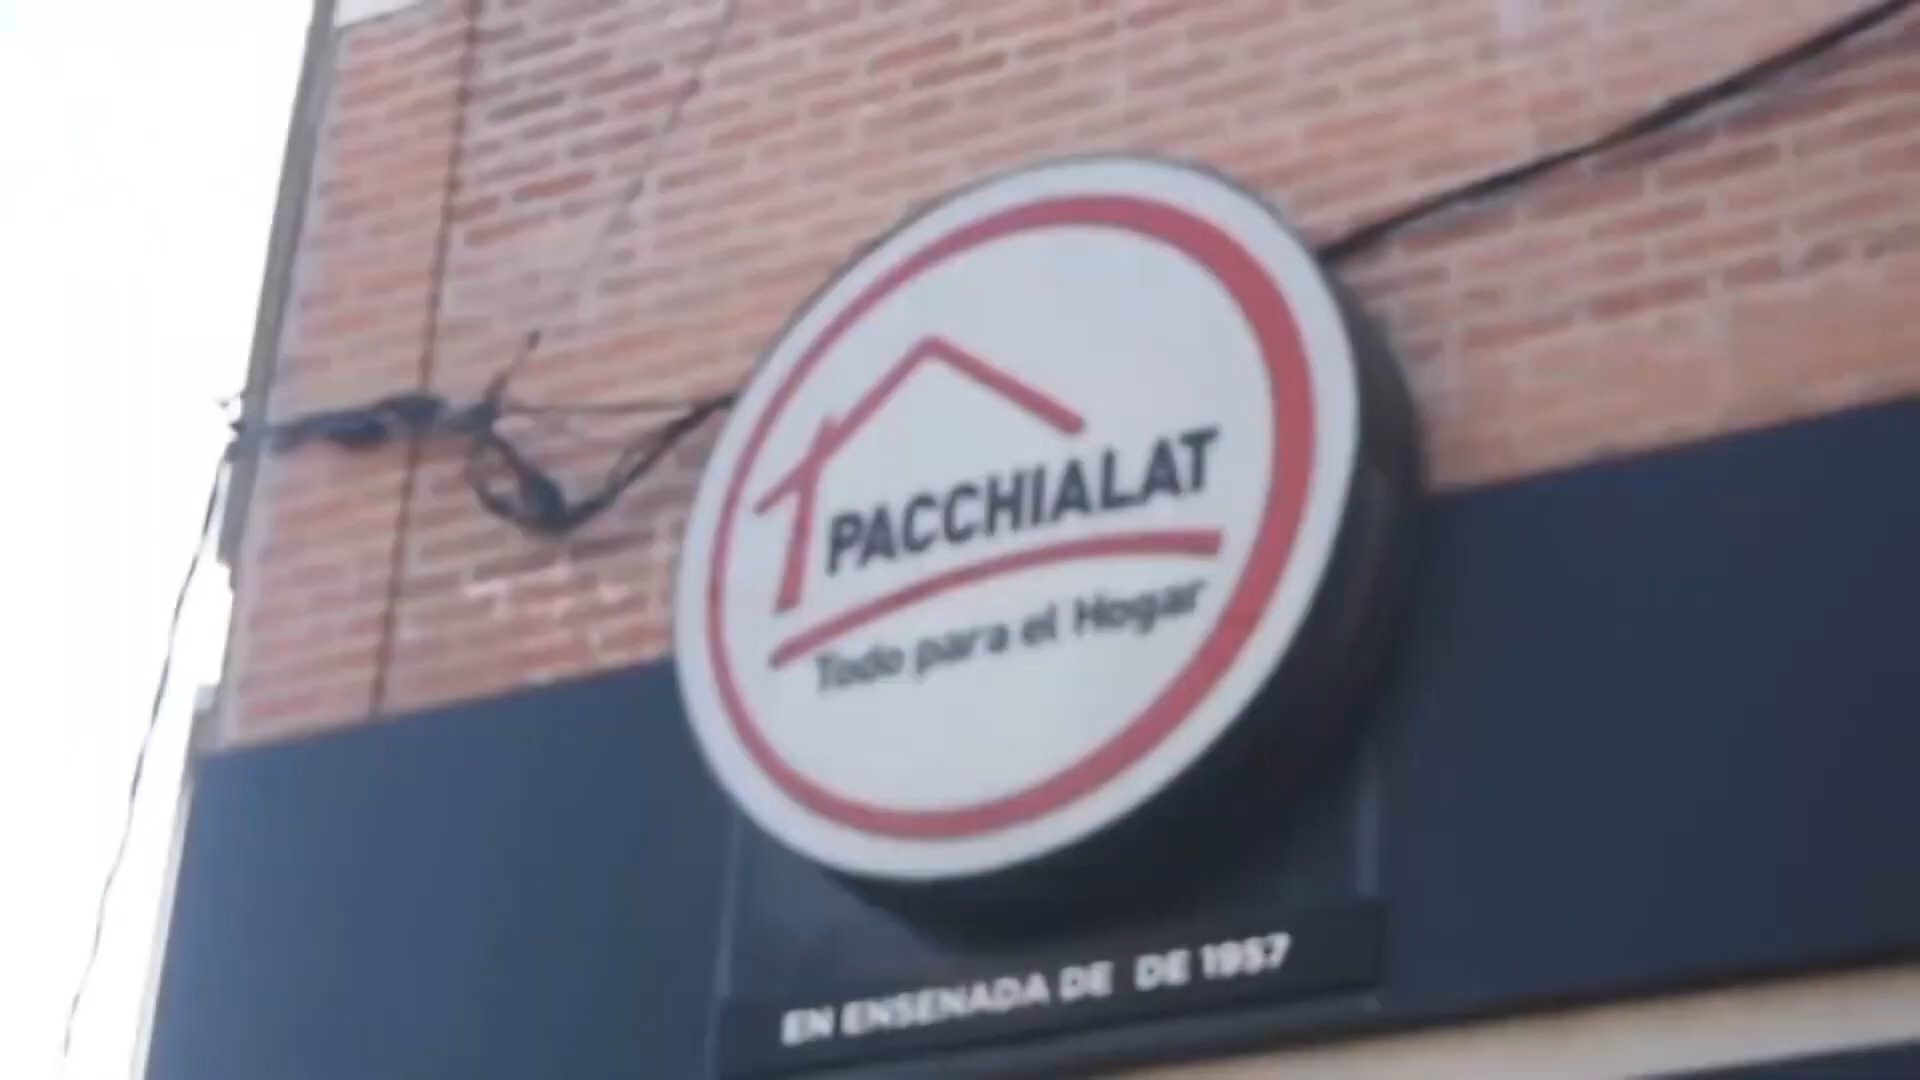 PACCHIALAT
Todo para el Hogar
EN ENSENADA DE DE 1957